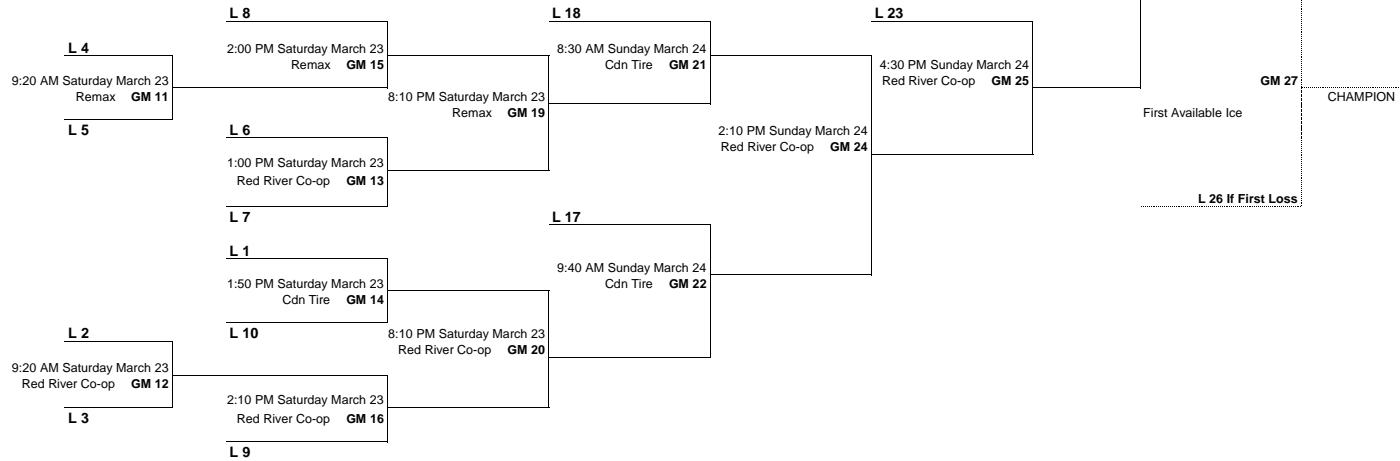 L 8
L 18
L 23
L 4
2:00 PM Saturday March 23
Remax GM 15
8:30 AM Sunday March 24
Cdn Tire GM 21
4:30 PM Sunday March 24
Red River Co-op GM 25
9:20 AM Saturday March 23
Remax GM 11
8:10 PM Saturday March 23
Remax GM 19
GM 27
CHAMPION
First Available Ice
L 5
L 6
2:10 PM Sunday March 24
Red River Co-op GM 24
1:00 PM Saturday March 23
Red River Co-op GM 13
L 26 If First Loss
L 7
L 17
L 1
1:50 PM Saturday March 23
Cdn Tire GM 14
9:40 AM Sunday March 24
Cdn Tire GM 22
L 2
L 10
8:10 PM Saturday March 23
Red River Co-op GM 20
9:20 AM Saturday March 23
Red River Co-op GM 12
2:10 PM Saturday March 23
Red River Co-op GM 16
L 3
L 9